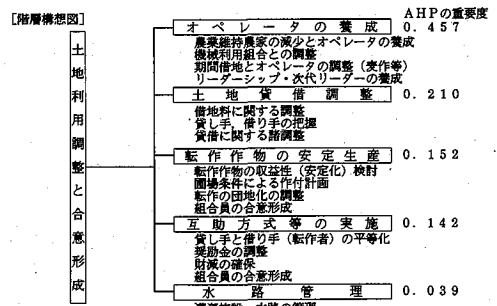 [階層構想図]
AHPの重要度
土地利用調整と合意形成
オペレータの養成 0.457
農業維持農家の減少とオペレータの養成
機械利用組合との調整
期間借地とオペレータの調整（麦作等）
リーダーシップ・次代リーダーの養成
土地貸借調整 0.210
借地料に関する調整
貸し手，借り手の把握
貸借に関する諸調整
転作作物の安定生産 0.152
転作作物の収益性（安定化）検討
圃場条件による作付計画
転作の団地化の調整
組合員の合意形成
互助方式等の実施 0.142
貸し手と借り手（転作者）の平等化
奨励金の調整
財源の確保
組合員の合意形成
水路管理 0.039